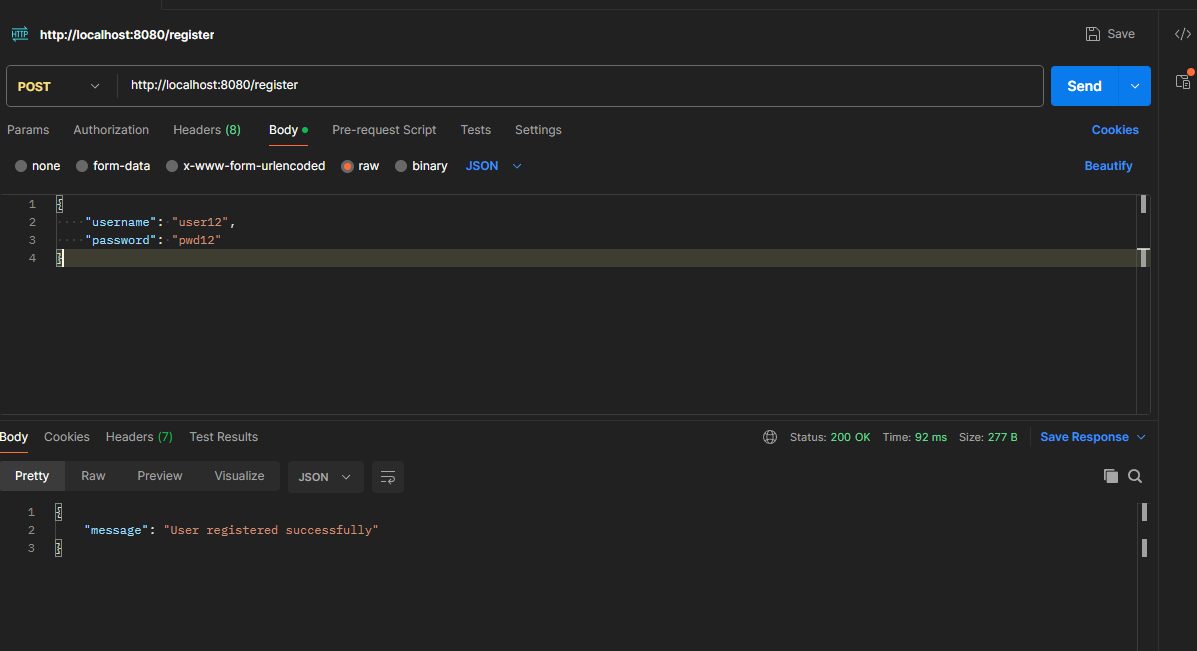 HTTP http://localhost:8080/register Save </>
POST http://localhost:8080/register Send
Params Authorization Headers (8) Body Pre-request Script Tests Settings Cookies
none form-data x-www-form-urlencoded raw binary JSON Beautify
1 {
2 ····"username":·"user12",
3 ····"password":·"pwd12"
4 }
Body Cookies Headers (7) Test Results Status: 200 OK Time: 92 ms Size: 277 B Save Response
Pretty Raw Preview Visualize JSON
1 {
2 "message": "User registered successfully"
3 }